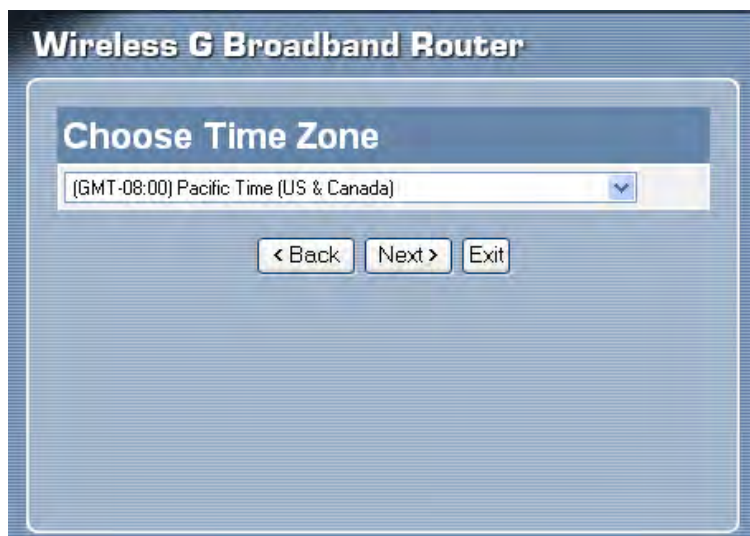 Wireless G Broadband Router
Choose Time Zone
(GMT-08:00) Pacific Time (US & Canada)
< Back Next > Exit